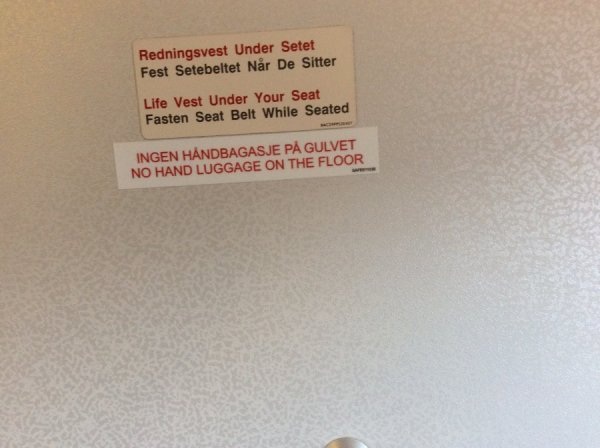 Redningsvest Under Setet
Fest Setebeltet Når De Sitter
Life Vest Under Your Seat
Fasten Seat Belt While Seated
INGEN HÅNDBAGASJE PÅ GULVET
NO HAND LUGGAGE ON THE FLOOR